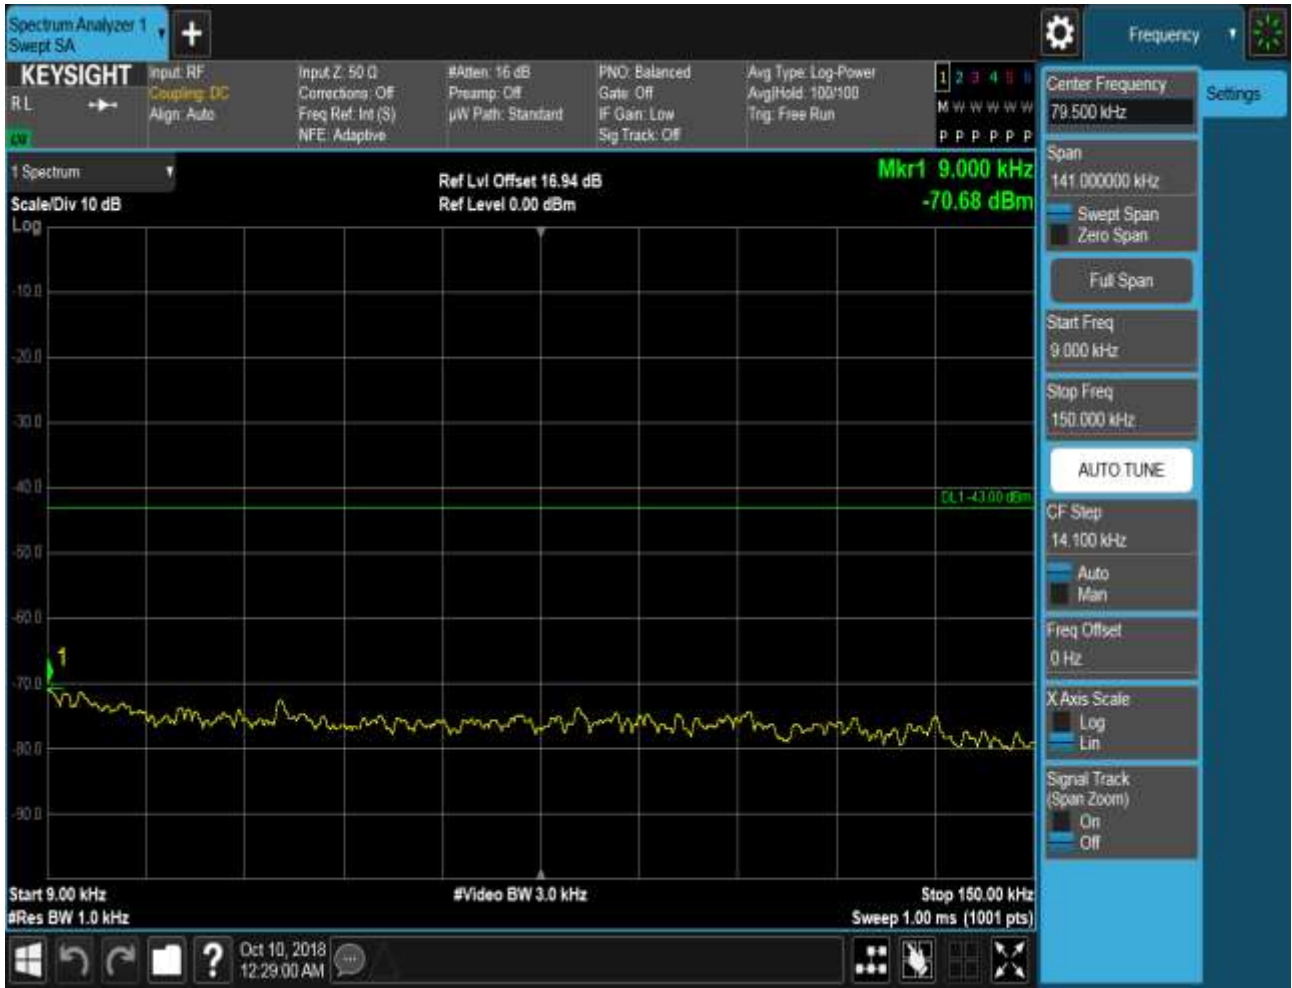 Spectrum Analyzer 1
Swept SA
Frequency
KEYSIGHT
RL
Input: RF
Coupling: DC
Align: Auto
Input Z: 50 Ω
Corrections: Off
Freq Ref: Int (S)
NFE: Adaptive
#Atten: 16 dB
Preamp: Off
µW Path: Standard
PNO: Balanced
Gate: Off
IF Gain: Low
Sig Track: Off
Avg Type: Log-Power
Avg|Hold: 100/100
Trig: Free Run
1 2 3 4 5 6
M W W W W W
P P P P P P
1 Spectrum
Scale/Div 10 dB
Log
Ref Lvl Offset 16.94 dB
Ref Level 0.00 dBm
Mkr1 9.000 kHz
-70.68 dBm
-10.0
-20.0
-30.0
-40.0
DL1 -43.00 dBm
-50.0
-60.0
1
-70.0
-80.0
-90.0
Start 9.00 kHz
#Video BW 3.0 kHz
Stop 150.00 kHz
#Res BW 1.0 kHz
Sweep 1.00 ms (1001 pts)
Oct 10, 2018
12:29:00 AM
Center Frequency
79.500 kHz
Settings
Span
141.000000 kHz
Swept Span
Zero Span
Full Span
Start Freq
9.000 kHz
Stop Freq
150.000 kHz
AUTO TUNE
CF Step
14.100 kHz
Auto
Man
Freq Offset
0 Hz
X Axis Scale
Log
Lin
Signal Track
(Span Zoom)
On
Off